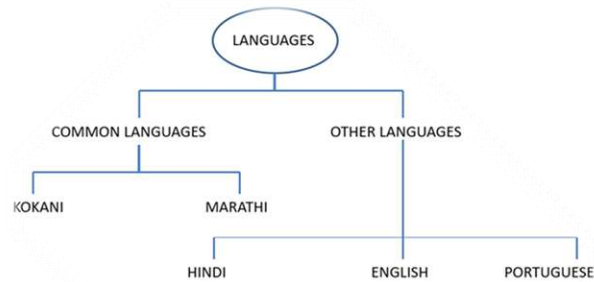 LANGUAGES
COMMON LANGUAGES
OTHER LANGUAGES
KOKANI
MARATHI
HINDI
ENGLISH
PORTUGUESE